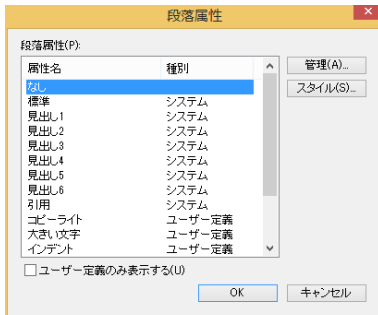 段落属性
段落属性(P):
属性名 種別
なし
標準 システム
見出し1 システム
見出し2 システム
見出し3 システム
見出し4 システム
見出し5 システム
見出し6 システム
引用 システム
コピーライト ユーザー定義
大きい文字 ユーザー定義
インデント ユーザー定義
管理(A)...
スタイル(S)...
ユーザー定義のみ表示する(U)
OK キャンセル